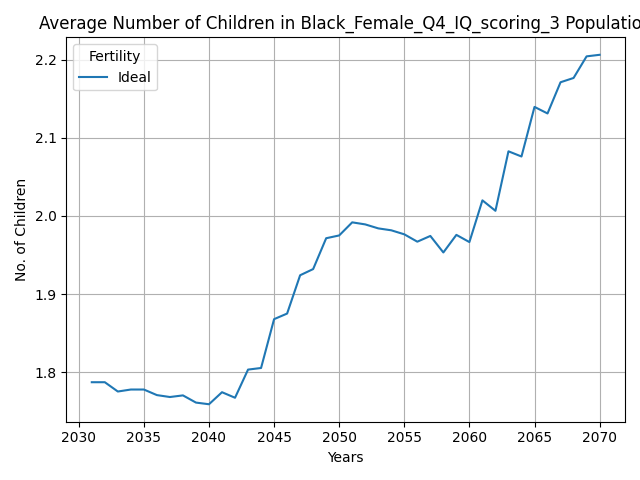 Average Number of Children in Black_Female_Q4_IQ_scoring_3 Populatio
Fertility
Ideal
2.2
2.1
2.0
1.9
1.8
No. of Children
2030 2035 2040 2045 2050 2055 2060 2065 2070
Years